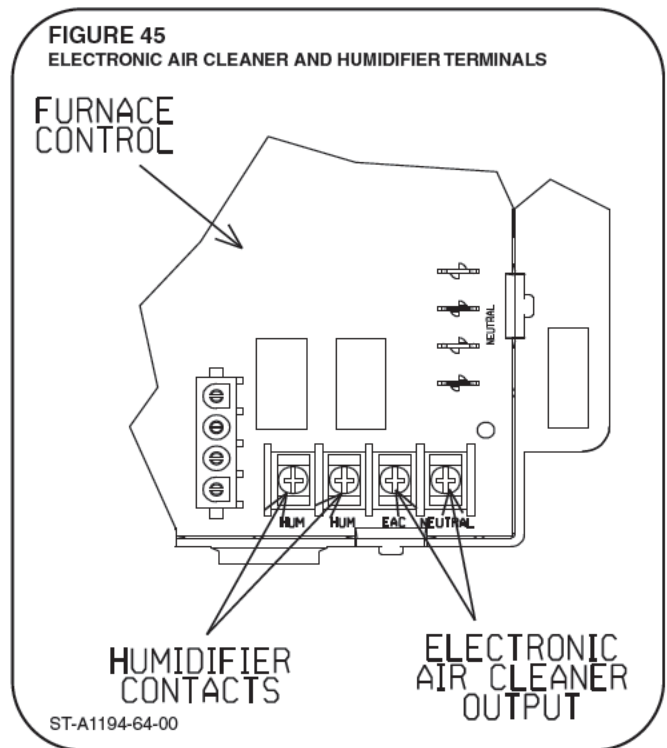 FIGURE 45
ELECTRONIC AIR CLEANER AND HUMIDIFIER TERMINALS
FURNACE
CONTROL
NEUTRAL
HUM HUM EAC NEUTRAL
HUMIDIFIER
CONTACTS
ELECTRONIC
AIR CLEANER
OUTPUT
ST-A1194-64-00